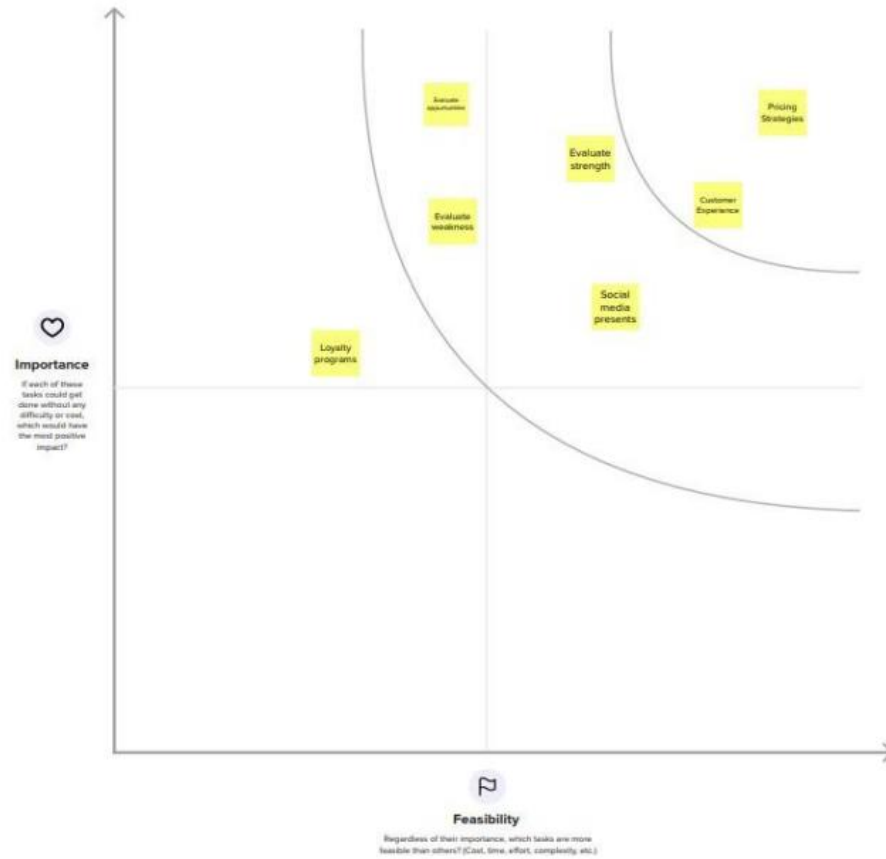 Evaluate
opportunities
Pricing
Strategies
Evaluate
strength
Customer
Experience
Evaluate
weakness
Social
media
presents
Loyalty
programs
Importance
If each of these
tasks could get
done without any
difficulty or cost,
which would have
the most positive
impact?
Feasibility
Regardless of their importance, which tasks are more
feasible than others? (Cost, time, effort, complexity, etc.)